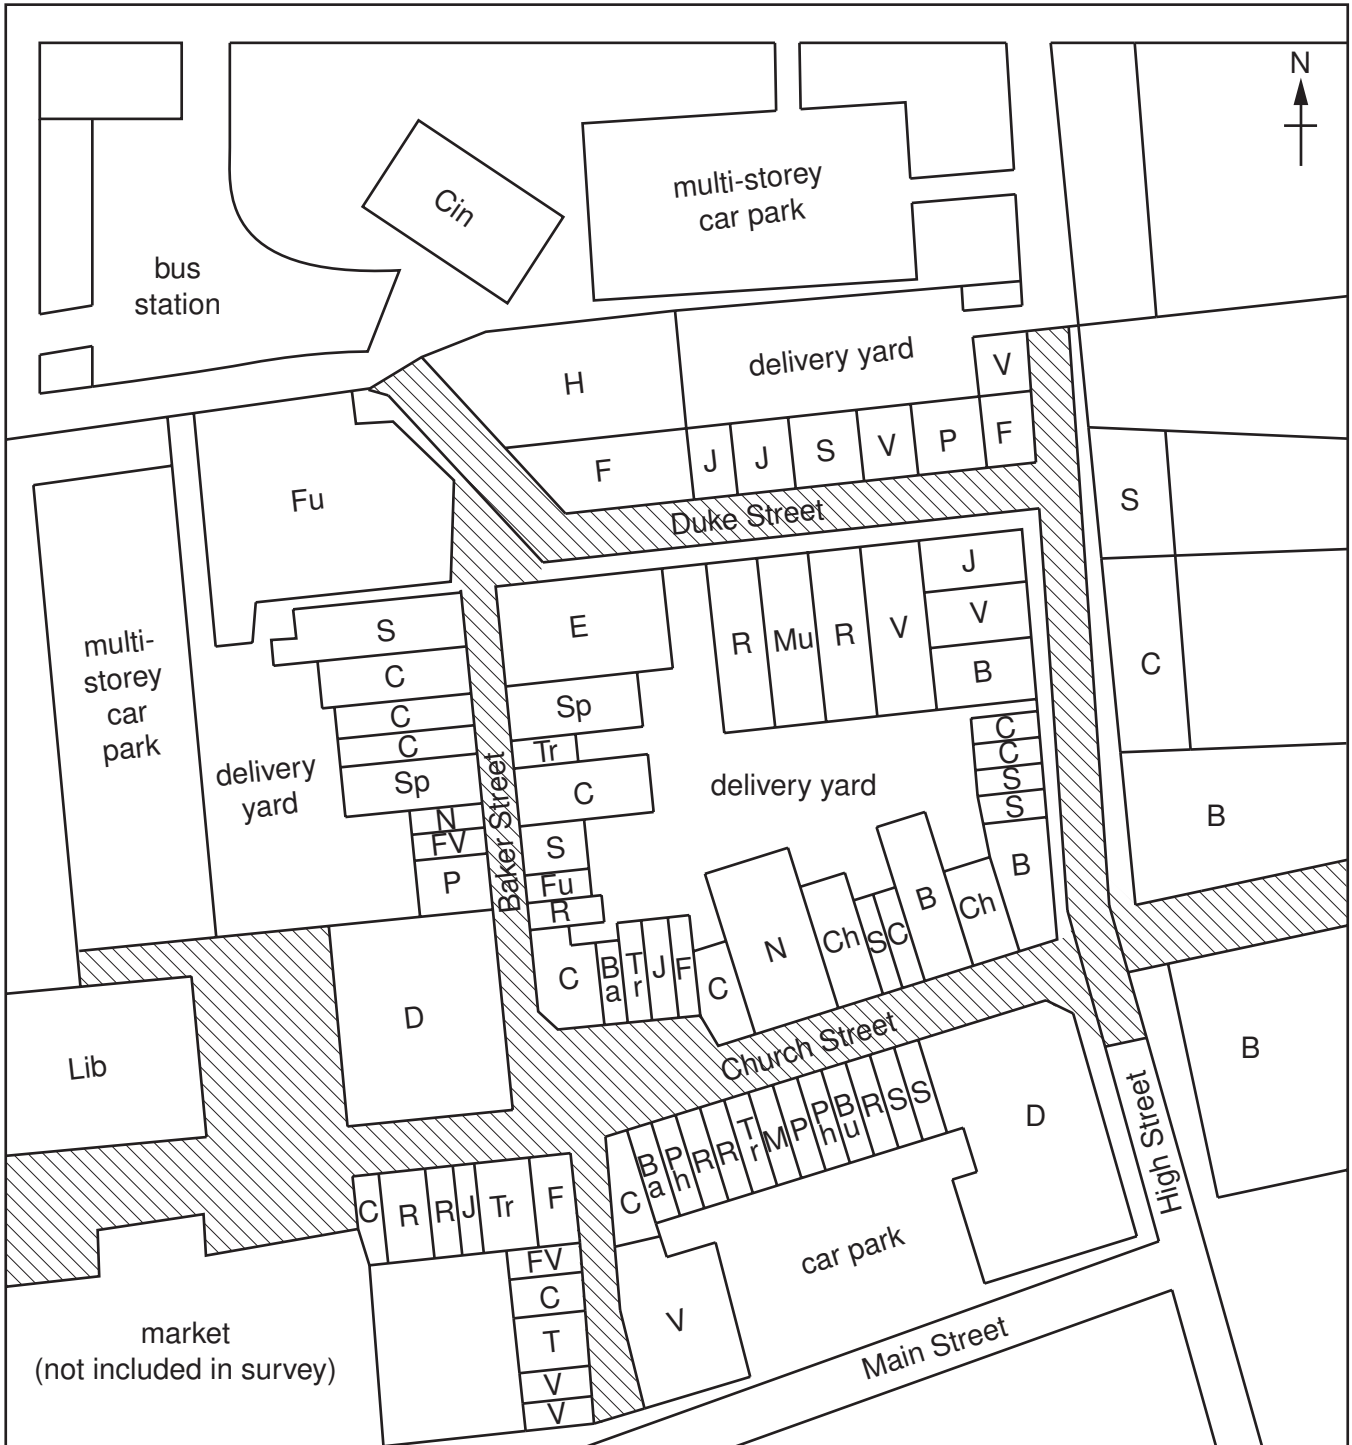 N
Cin
multi-storey
car park
bus
station
H
delivery yard
V
F
J
J
S
V
P
F
Duke Street
Fu
S
C
multi-
storey
car
park
delivery
yard
S
C
C
C
Sp
N
FV
P
Baker Street
E
Sp
Tr
C
S
Fu
R
C
Ba
Tr
J
F
C
R
Mu
R
V
J
V
B
delivery yard
C
C
S
S
B
N
Ch
S
C
B
Ch
B
B
Church Street
D
Lib
C
R
R
J
Tr
F
FV
C
T
V
V
C
Ba
Ph
R
R
Tr
M
P
Ph
Bu
R
S
S
D
V
car park
High Street
Main Street
market
(not included in survey)